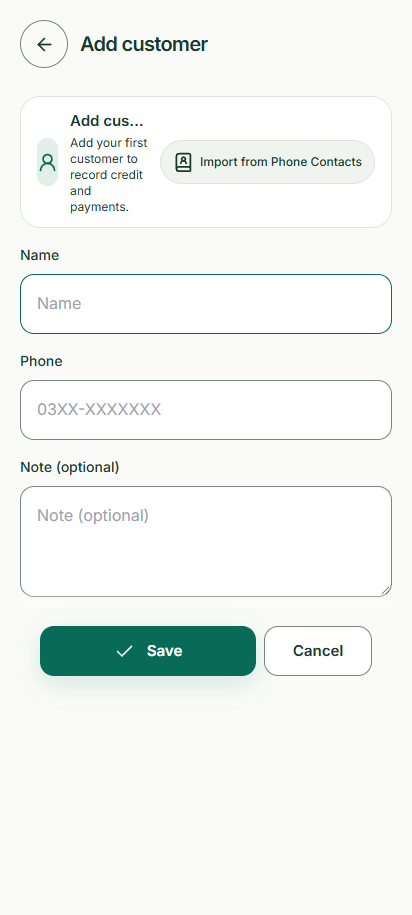 Add customer
Add cus...
Add your first
customer to
record credit
and
payments.
Import from Phone Contacts
Name
Name
Phone
03XX-XXXXXXX
Note (optional)
Note (optional)
Save
Cancel